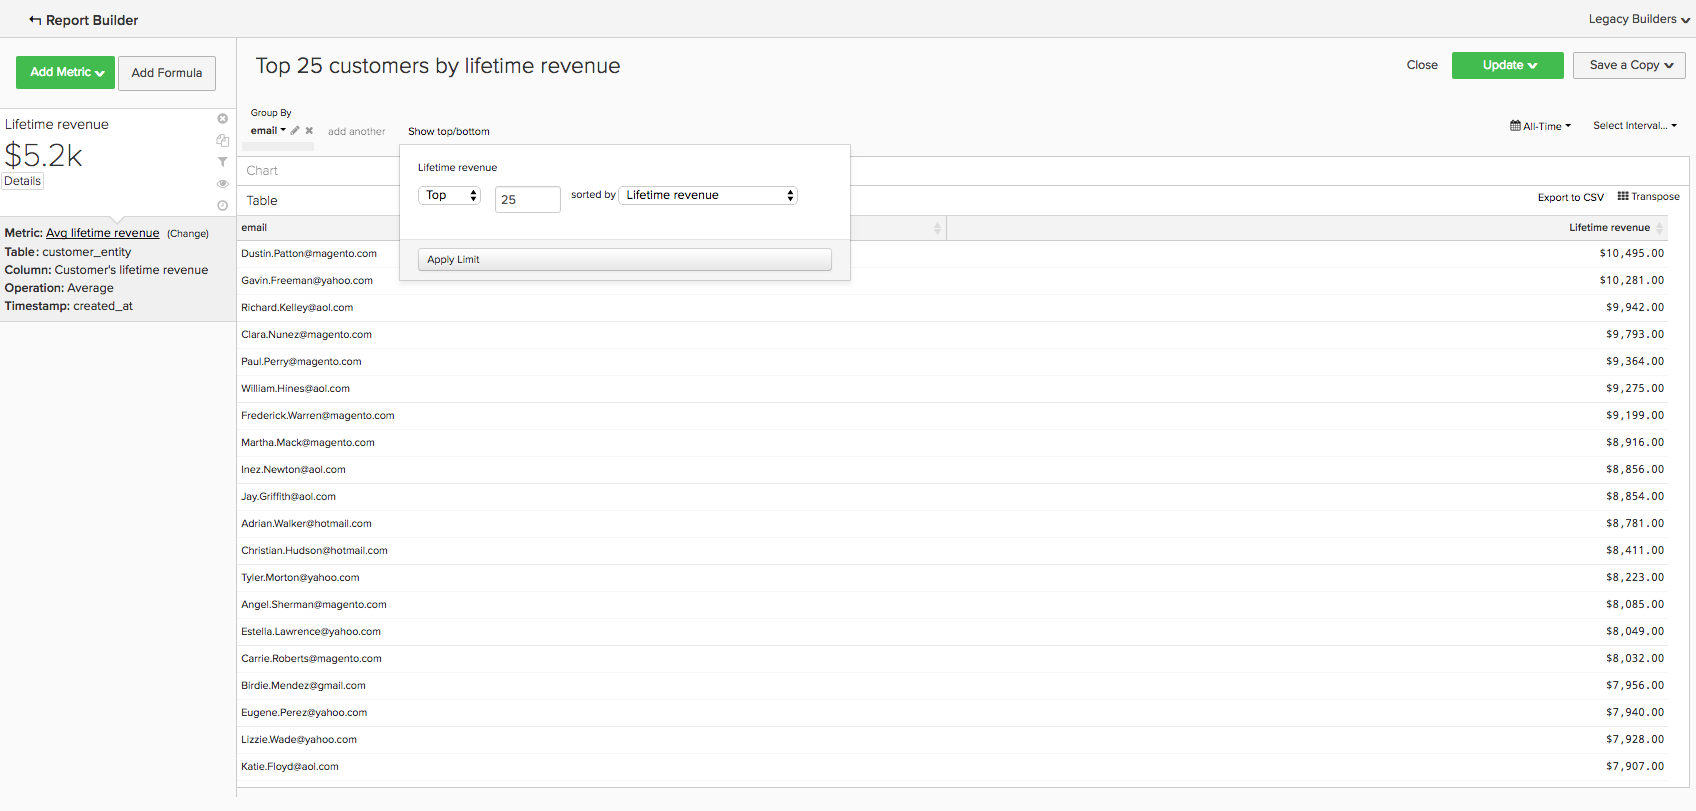 Report Builder
Legacy Builders
Add Metric
Add Formula
Top 25 customers by lifetime revenue
Close
Update
Save a Copy
Lifetime revenue
$5.2k
Details
Metric: Avg lifetime revenue (Change)
Table: customer_entity
Column: Customer's lifetime revenue
Operation: Average
Timestamp: created_at
Group By
email
add another
Show top/bottom
All-Time
Select Interval...
Lifetime revenue
Top 25 sorted by Lifetime revenue
Apply Limit
Chart
Table
Export to CSV
Transpose
email Lifetime revenue
Dustin.Patton@magento.com $10,495.00
Gavin.Freeman@yahoo.com $10,281.00
Richard.Kelley@aol.com $9,942.00
Clara.Nunez@magento.com $9,793.00
Paul.Perry@magento.com $9,364.00
William.Hines@aol.com $9,275.00
Frederick.Warren@magento.com $9,199.00
Martha.Mack@magento.com $8,916.00
Inez.Newton@aol.com $8,856.00
Jay.Griffith@aol.com $8,854.00
Adrian.Walker@hotmail.com $8,781.00
Christian.Hudson@hotmail.com $8,411.00
Tyler.Morton@yahoo.com $8,223.00
Angel.Sherman@magento.com $8,085.00
Estella.Lawrence@yahoo.com $8,049.00
Carrie.Roberts@magento.com $8,032.00
Birdie.Mendez@gmail.com $7,956.00
Eugene.Perez@yahoo.com $7,940.00
Lizzie.Wade@yahoo.com $7,928.00
Katie.Floyd@aol.com $7,907.00